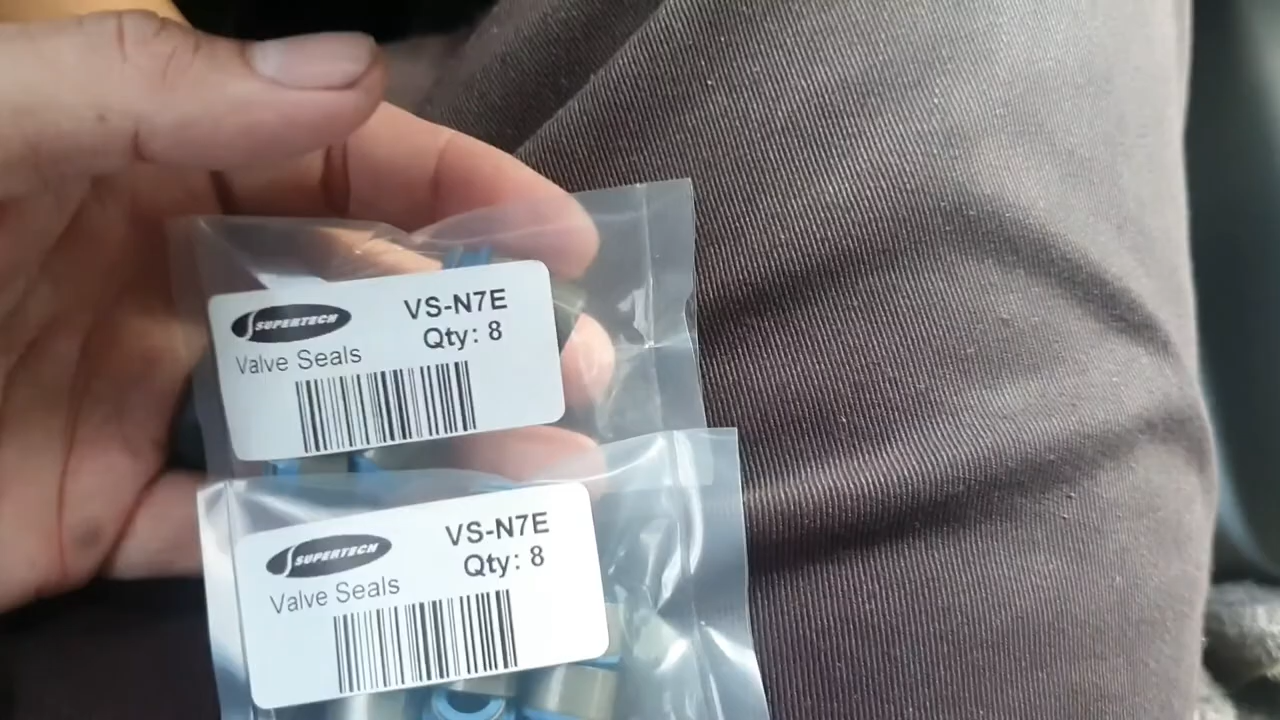 SUPERTECH
VS-N7E
Qty: 8
Valve Seals
SUPERTECH
VS-N7E
Qty: 8
Valve Seals